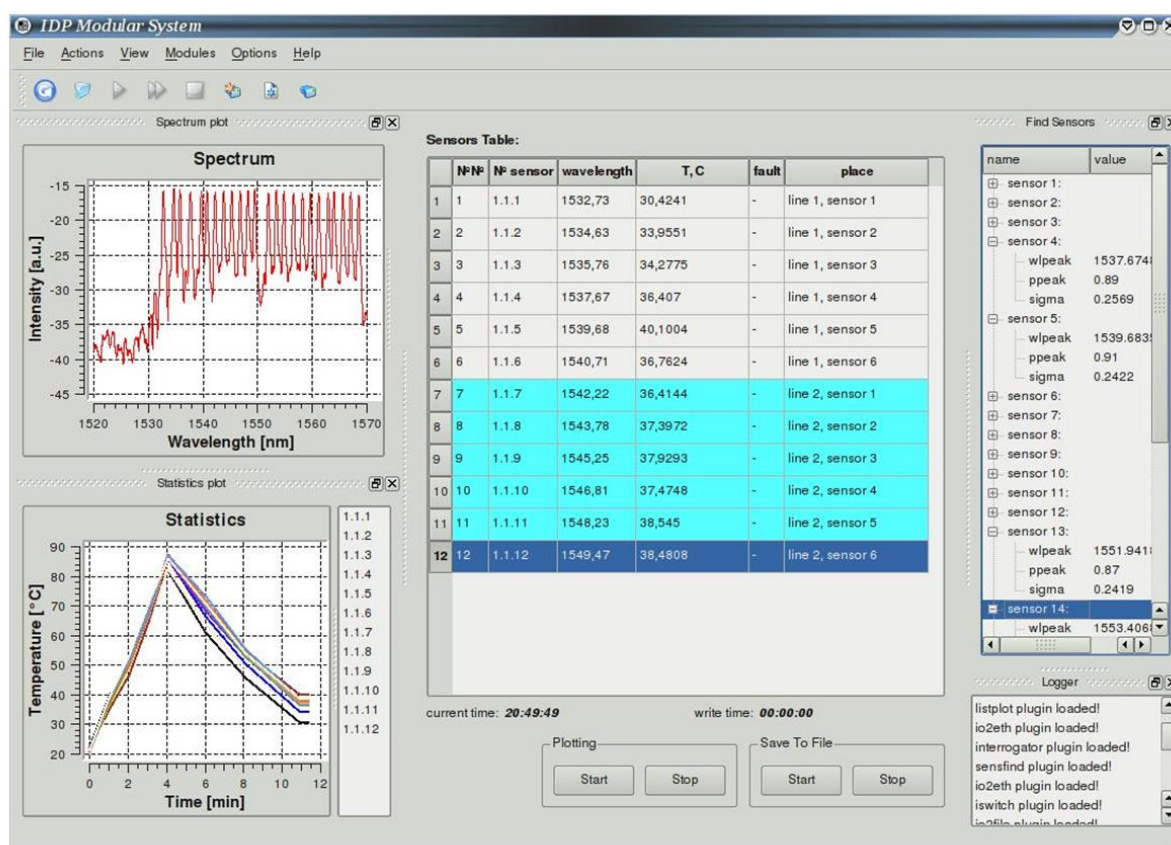 IDP Modular System
File Actions View Modules Options Help
Spectrum plot
Spectrum
-15
-20
-25
-30
-35
-40
-45
Intensity [a.u.]
1520 1530 1540 1550 1560 1570
Wavelength [nm]
Statistics plot
Statistics
90
80
70
60
50
40
30
20
Temperature [°C]
0 2 4 6 8 10 12
Time [min]
1.1.1
1.1.2
1.1.3
1.1.4
1.1.5
1.1.6
1.1.7
1.1.8
1.1.9
1.1.10
1.1.11
1.1.12
Sensors Table:
№№ № sensor wavelength T, C fault place
1 1 1.1.1 1532,73 30,4241 - line 1, sensor 1
2 2 1.1.2 1534,63 33,9551 - line 1, sensor 2
3 3 1.1.3 1535,76 34,2775 - line 1, sensor 3
4 4 1.1.4 1537,67 36,407 - line 1, sensor 4
5 5 1.1.5 1539,68 40,1004 - line 1, sensor 5
6 6 1.1.6 1540,71 36,7624 - line 1, sensor 6
7 7 1.1.7 1542,22 36,4144 - line 2, sensor 1
8 8 1.1.8 1543,78 37,3972 - line 2, sensor 2
9 9 1.1.9 1545,25 37,9293 - line 2, sensor 3
10 10 1.1.10 1546,81 37,4748 - line 2, sensor 4
11 11 1.1.11 1548,23 38,545 - line 2, sensor 5
12 12 1.1.12 1549,47 38,4808 - line 2, sensor 6
current time: 20:49:49 write time: 00:00:00
Plotting
Start Stop
Save To File
Start Stop
Find Sensors
name value
sensor 1:
sensor 2:
sensor 3:
sensor 4:
wlpeak 1537.674
ppeak 0.89
sigma 0.2569
sensor 5:
wlpeak 1539.683
ppeak 0.91
sigma 0.2422
sensor 6:
sensor 7:
sensor 8:
sensor 9:
sensor 10:
sensor 11:
sensor 12:
sensor 13:
wlpeak 1551.941
ppeak 0.87
sigma 0.2419
sensor 14:
wlpeak 1553.406
Logger
listplot plugin loaded!
io2eth plugin loaded!
interrogator plugin loaded!
sensfind plugin loaded!
io2eth plugin loaded!
iswitch plugin loaded!
io2file plugin loaded!